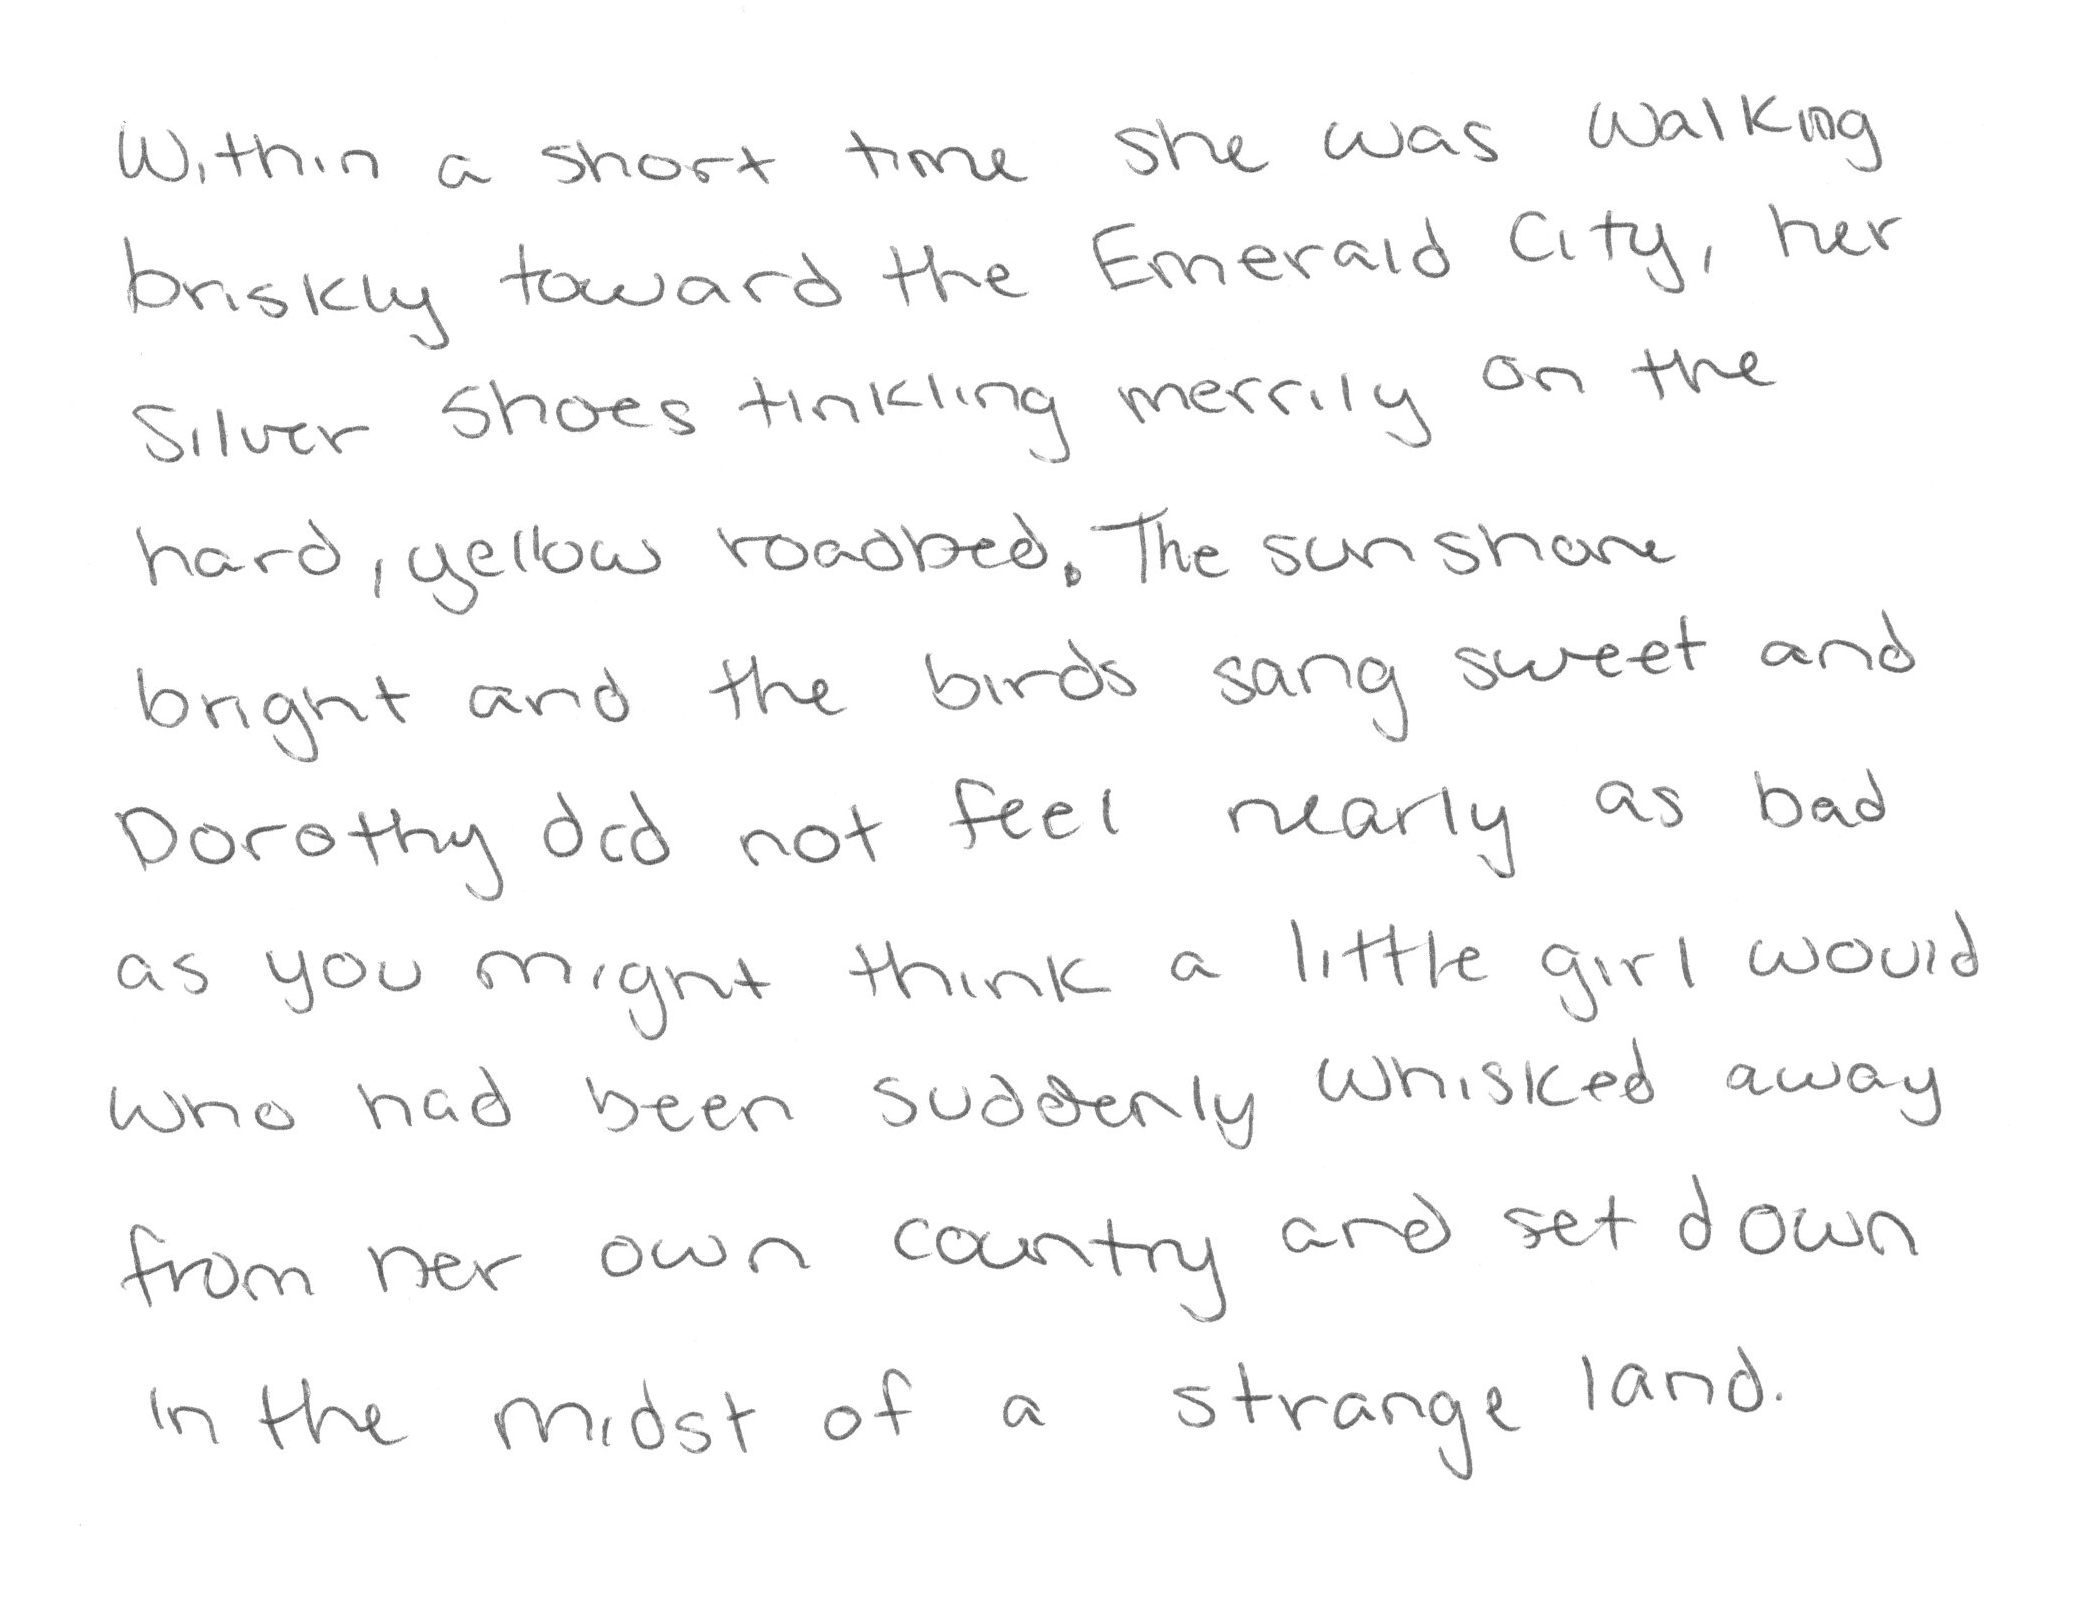 Within a short time she was walking
briskly toward the Emerald City, her
Silver Shoes tinkling merrily on the
hard, yellow roadbed. The sun shone
bright and the birds sang sweet and
Dorothy did not feel nearly as bad
as you might think a little girl would
who had been suddenly whisked away
from her own country and set down
in the midst of a strange land.